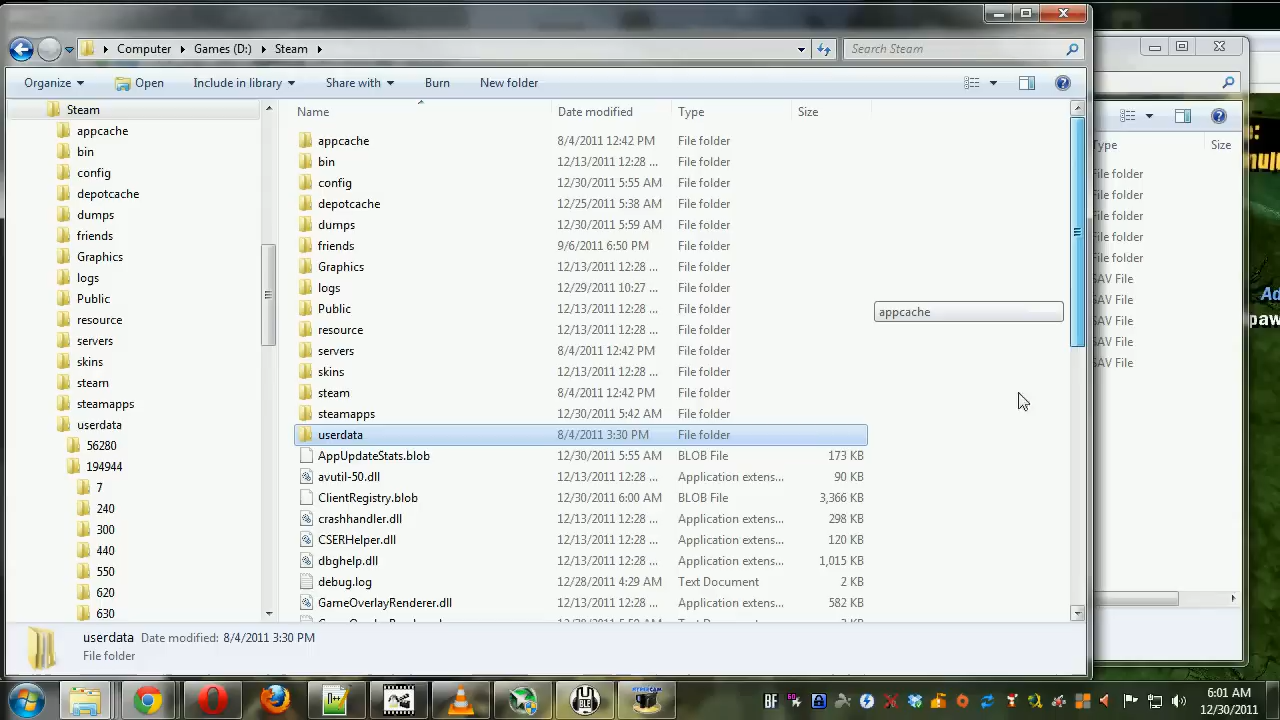 Computer Games (D:) Steam
Search Steam
Organize Open Include in library Share with Burn New folder
Steam
appcache
bin
config
depotcache
dumps
friends
Graphics
logs
Public
resource
servers
skins
steam
steamapps
userdata
56280
194944
7
240
300
440
550
620
630
Name Date modified Type Size
appcache 8/4/2011 12:42 PM File folder
bin 12/13/2011 12:28 ... File folder
config 12/30/2011 5:55 AM File folder
depotcache 12/25/2011 5:38 AM File folder
dumps 12/30/2011 5:59 AM File folder
friends 9/6/2011 6:50 PM File folder
Graphics 12/13/2011 12:28 ... File folder
logs 12/29/2011 10:27 ... File folder
Public 12/13/2011 12:28 ... File folder
resource 12/13/2011 12:28 ... File folder
servers 8/4/2011 12:42 PM File folder
skins 12/13/2011 12:28 ... File folder
steam 8/4/2011 12:42 PM File folder
steamapps 12/30/2011 5:42 AM File folder
userdata 8/4/2011 3:30 PM File folder
AppUpdateStats.blob 12/30/2011 5:55 AM BLOB File 173 KB
avutil-50.dll 12/13/2011 12:28 ... Application extens... 90 KB
ClientRegistry.blob 12/30/2011 6:00 AM BLOB File 3,366 KB
crashhandler.dll 12/13/2011 12:28 ... Application extens... 298 KB
CSERHelper.dll 12/13/2011 12:28 ... Application extens... 120 KB
dbghelp.dll 12/13/2011 12:28 ... Application extens... 1,015 KB
debug.log 12/28/2011 4:29 AM Text Document 2 KB
GameOverlayRenderer.dll 12/13/2011 12:28 ... Application extens... 582 KB
appcache
userdata Date modified: 8/4/2011 3:30 PM
File folder
Type Size
File folder
File folder
File folder
File folder
File folder
SAV File
SAV File
SAV File
SAV File
SAV File
HYPERCAM
BF
6:01 AM
12/30/2011